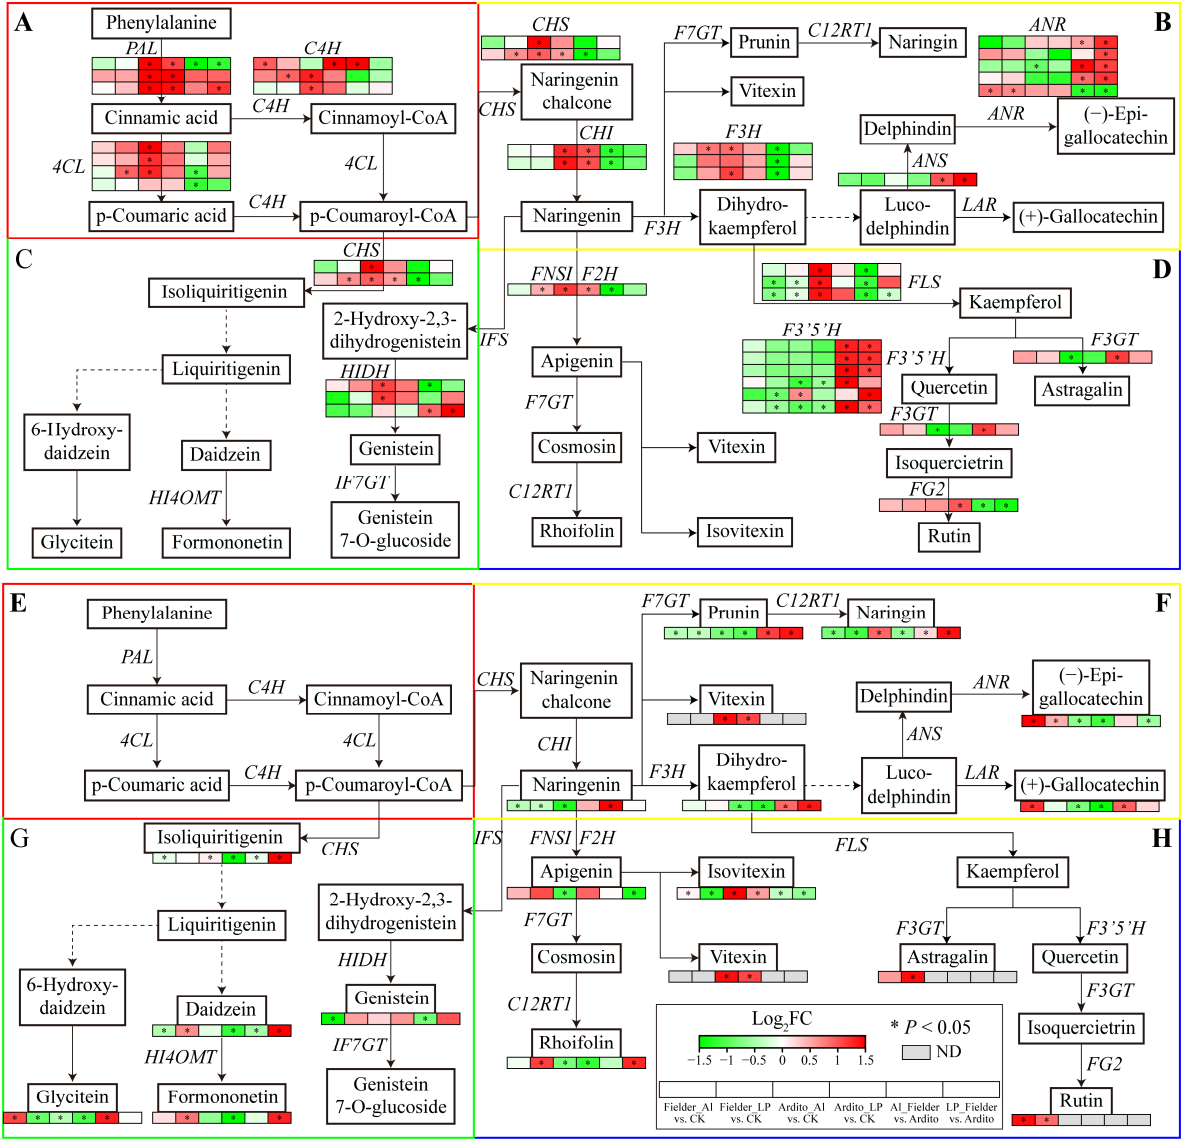 A
Phenylalanine
PAL
C4H
Cinnamic acid
C4H
Cinnamoyl-CoA
4CL
4CL
p-Coumaric acid
C4H
p-Coumaroyl-CoA
B
CHS
CHS
Naringenin
chalcone
CHI
Naringenin
F7GT
Prunin
C12RT1
Naringin
Vitexin
F3H
F3H
Dihydro-
kaempferol
ANR
Delphindin
ANR
(−)-Epi-
gallocatechin
ANS
Luco-
delphindin
LAR
(+)-Gallocatechin
C
CHS
Isoliquiritigenin
Liquiritigenin
6-Hydroxy-
daidzein
Daidzein
HI4OMT
Glycitein
Formononetin
2-Hydroxy-2,3-
dihydrogenistein
IFS
HIDH
Genistein
IF7GT
Genistein
7-O-glucoside
D
FNSI
F2H
Apigenin
F7GT
Cosmosin
C12RT1
Rhoifolin
Vitexin
Isovitexin
FLS
Kaempferol
F3'5'H
F3'5'H
F3GT
Quercetin
Astragalin
F3GT
Isoquercietrin
FG2
Rutin
E
Phenylalanine
PAL
Cinnamic acid
C4H
Cinnamoyl-CoA
4CL
4CL
p-Coumaric acid
C4H
p-Coumaroyl-CoA
F
CHS
Naringenin
chalcone
CHI
Naringenin
F7GT
Prunin
C12RT1
Naringin
Vitexin
F3H
Dihydro-
kaempferol
Delphindin
ANR
(−)-Epi-
gallocatechin
ANS
Luco-
delphindin
LAR
(+)-Gallocatechin
G
Isoliquiritigenin
CHS
Liquiritigenin
6-Hydroxy-
daidzein
Daidzein
HI4OMT
Glycitein
Formononetin
IFS
2-Hydroxy-2,3-
dihydrogenistein
HIDH
Genistein
IF7GT
Genistein
7-O-glucoside
H
FNSI
F2H
Apigenin
Isovitexin
F7GT
Cosmosin
Vitexin
C12RT1
Rhoifolin
FLS
Kaempferol
F3GT
F3'5'H
Astragalin
Quercetin
F3GT
Isoquercietrin
FG2
Rutin
Log2FC
−1.5 −1 −0.5 0 0.5 1 1.5
* P < 0.05
ND
Fielder_Al
vs. CK
Fielder_LP
vs. CK
Ardito_Al
vs. CK
Ardito_LP
vs. CK
Al_Fielder
vs. Ardito
LP_Fielder
vs. Ardito